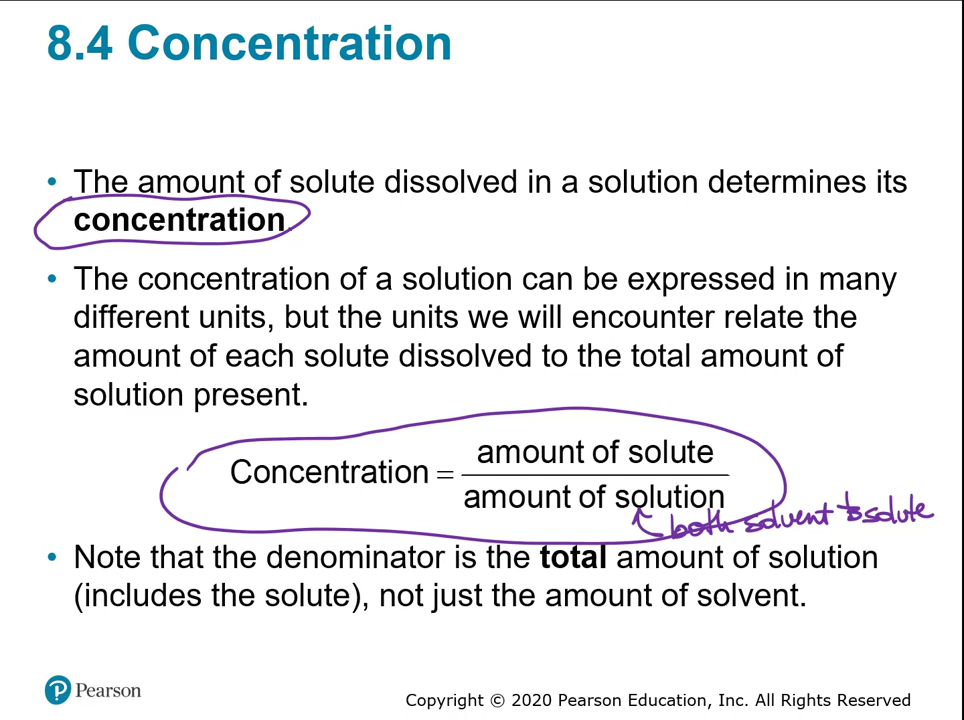 8.4 Concentration
• The amount of solute dissolved in a solution determines its
concentration.
• The concentration of a solution can be expressed in many
different units, but the units we will encounter relate the
amount of each solute dissolved to the total amount of
solution present.
Concentration = amount of solute
amount of solution
both solvent & solute
• Note that the denominator is the total amount of solution
(includes the solute), not just the amount of solvent.
P Pearson
Copyright © 2020 Pearson Education, Inc. All Rights Reserved